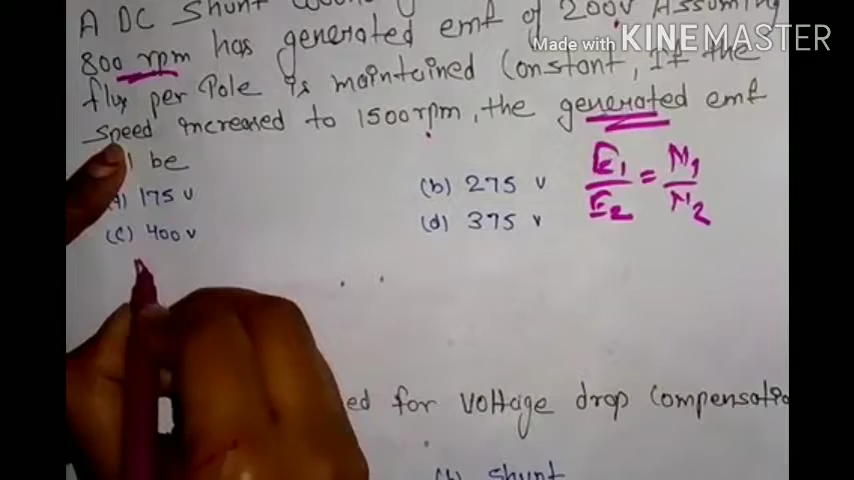 A DC Shunt
emf of 200V Assuming
Made with KINEMASTER
800 rpm has generated
flux per Pole is maintained Constant, If the
speed increased to 1500rpm, the generated emf
be
175 V
(b) 275 V
(c) 400 V
(d) 375 V
E1/E2 = N1/N2
ed for voltage drop Compensatio
(b) shunt